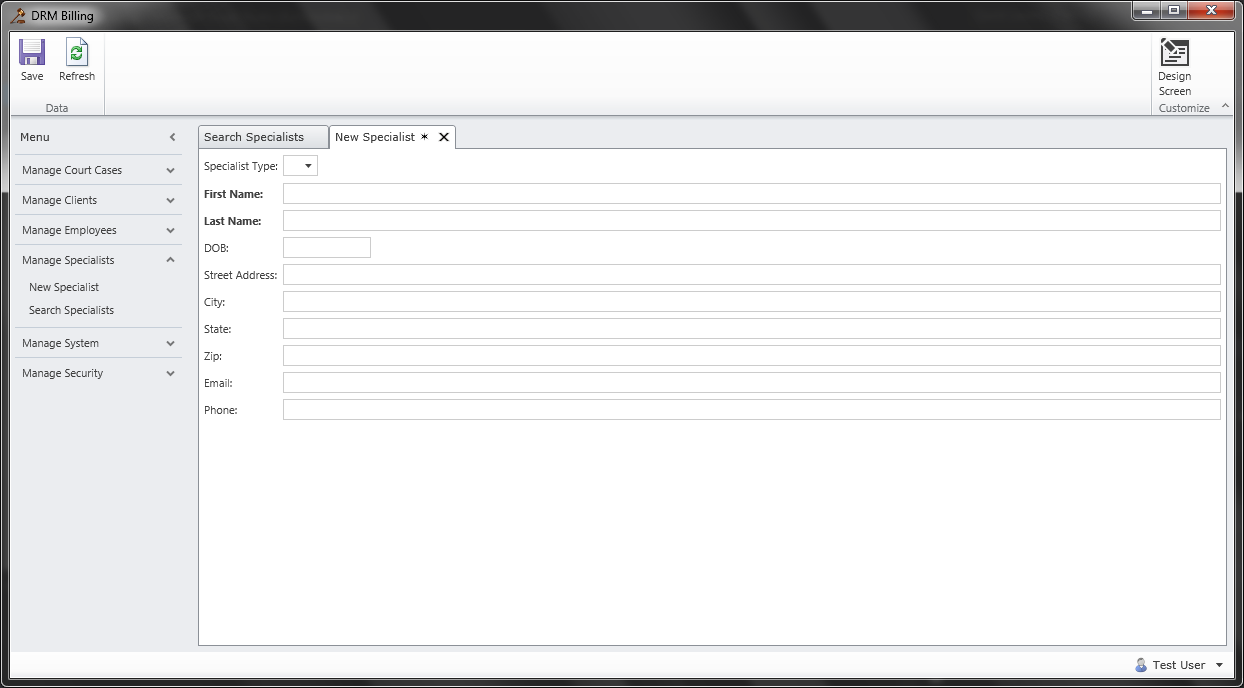 DRM Billing
Save
Refresh
Data
Design
Screen
Customize
Menu
Manage Court Cases
Manage Clients
Manage Employees
Manage Specialists
New Specialist
Search Specialists
Manage System
Manage Security
Search Specialists
New Specialist *
Specialist Type:
First Name:
Last Name:
DOB:
Street Address:
City:
State:
Zip:
Email:
Phone:
Test User